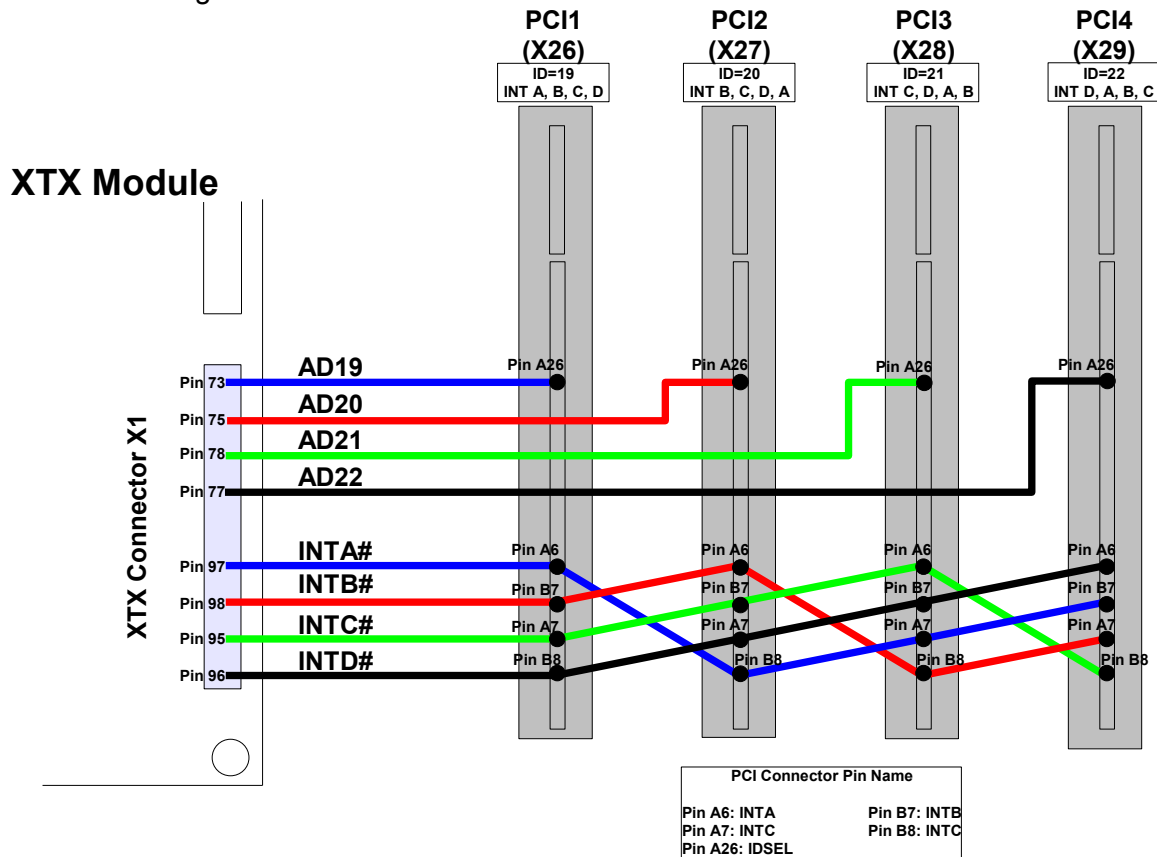 PCI1
(X26)
ID=19
INT A, B, C, D
PCI2
(X27)
ID=20
INT B, C, D, A
PCI3
(X28)
ID=21
INT C, D, A, B
PCI4
(X29)
ID=22
INT D, A, B, C
XTX Module
XTX Connector X1
Pin 73
AD19
Pin A26
Pin A26
Pin A26
Pin A26
Pin 75
AD20
Pin 78
AD21
Pin 77
AD22
Pin 97
INTA#
Pin A6
Pin A6
Pin A6
Pin A6
Pin 98
INTB#
Pin B7
Pin B7
Pin B7
Pin B7
Pin 95
INTC#
Pin A7
Pin A7
Pin A7
Pin A7
Pin 96
INTD#
Pin B8
Pin B8
Pin B8
Pin B8
PCI Connector Pin Name
Pin A6: INTA Pin B7: INTB
Pin A7: INTC Pin B8: INTC
Pin A26: IDSEL